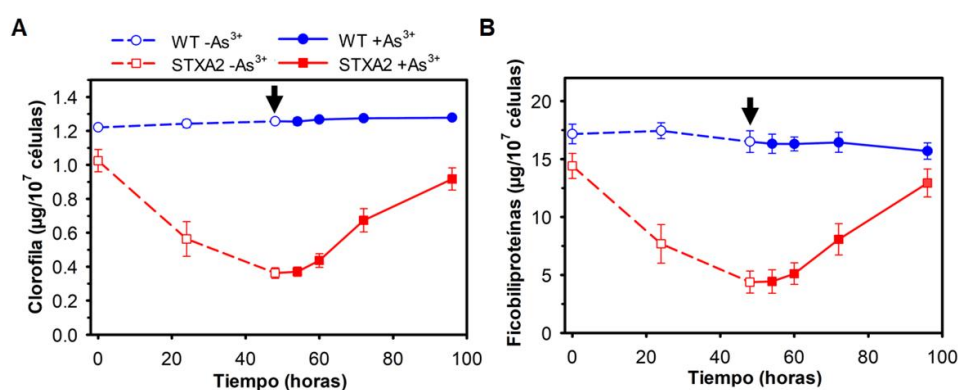 A
WT -As³⁺ WT +As³⁺
STXA2 -As³⁺ STXA2 +As³⁺
Clorofila (µg/10⁷ células)
1.4
1.2
1.0
0.8
0.6
0.4
0.2
0.0
0 20 40 60 80 100
Tiempo (horas)
B
Ficobiliproteínas (µg/10⁷ células)
20
15
10
5
0
0 20 40 60 80 100
Tiempo (horas)